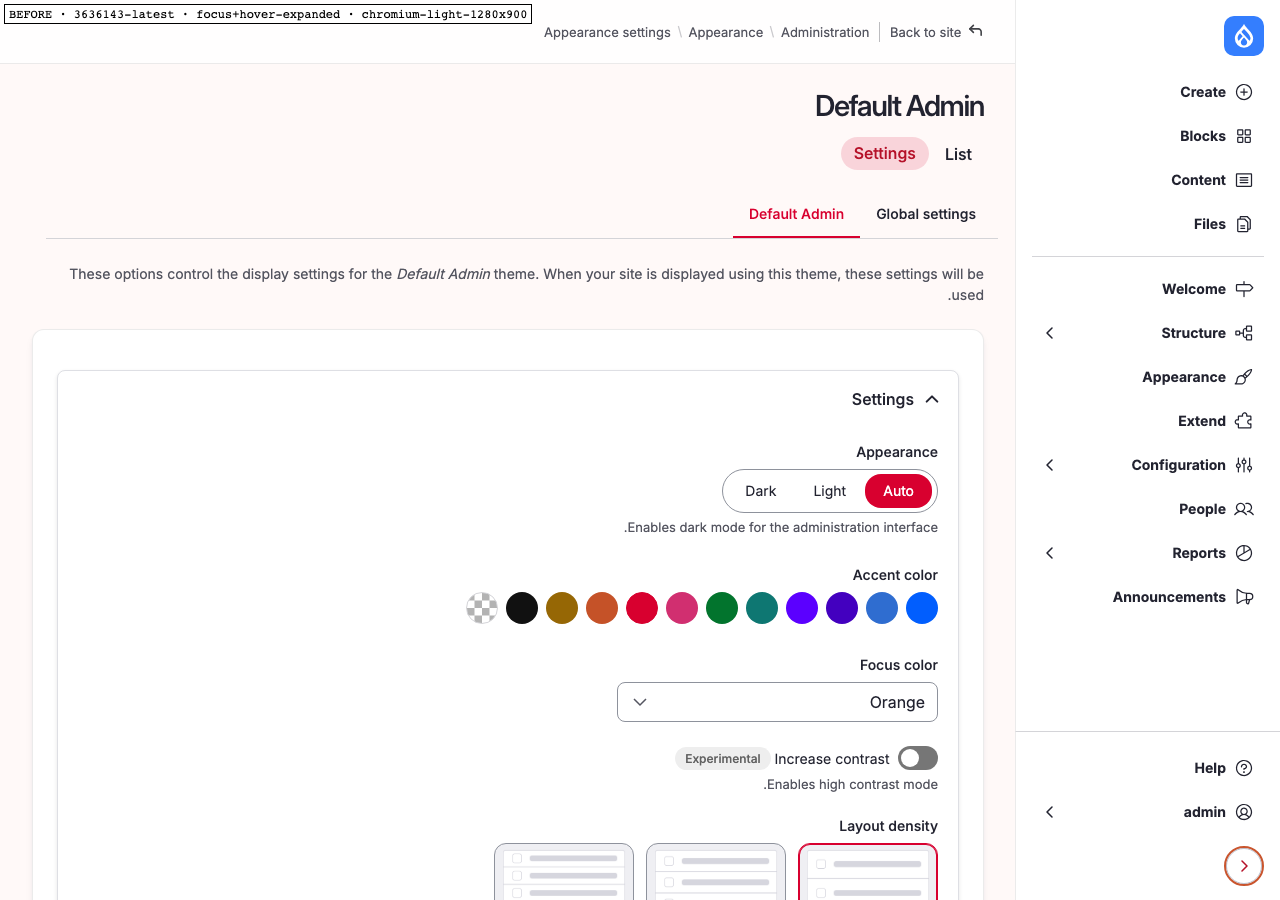 BEFORE • 3636143-latest • focus+hover-expanded • chromium-light-1280x900
Back to site
Administration \ Appearance \ Appearance settings
Default Admin
Settings
List
Default Admin
Global settings
These options control the display settings for the Default Admin theme. When your site is displayed using this theme, these settings will be
.used
Settings
Appearance
Auto
Light
Dark
.Enables dark mode for the administration interface
Accent color
Focus color
Orange
Increase contrast
Experimental
.Enables high contrast mode
Layout density
Create
Blocks
Content
Files
Welcome
Structure
Appearance
Extend
Configuration
People
Reports
Announcements
Help
admin